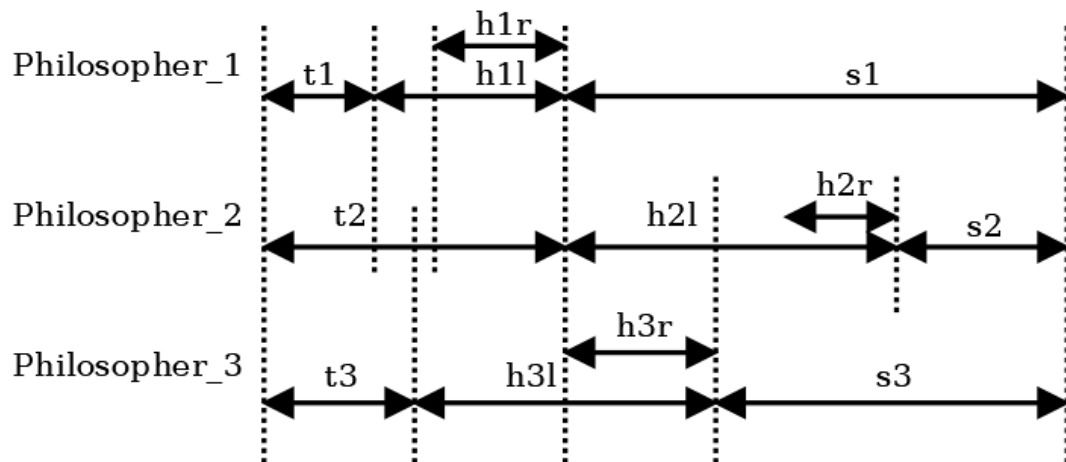 h1r
Philosopher_1 t1 h1l s1
h2r
Philosopher_2 t2 h2l s2
h3r
Philosopher_3 t3 h3l s3